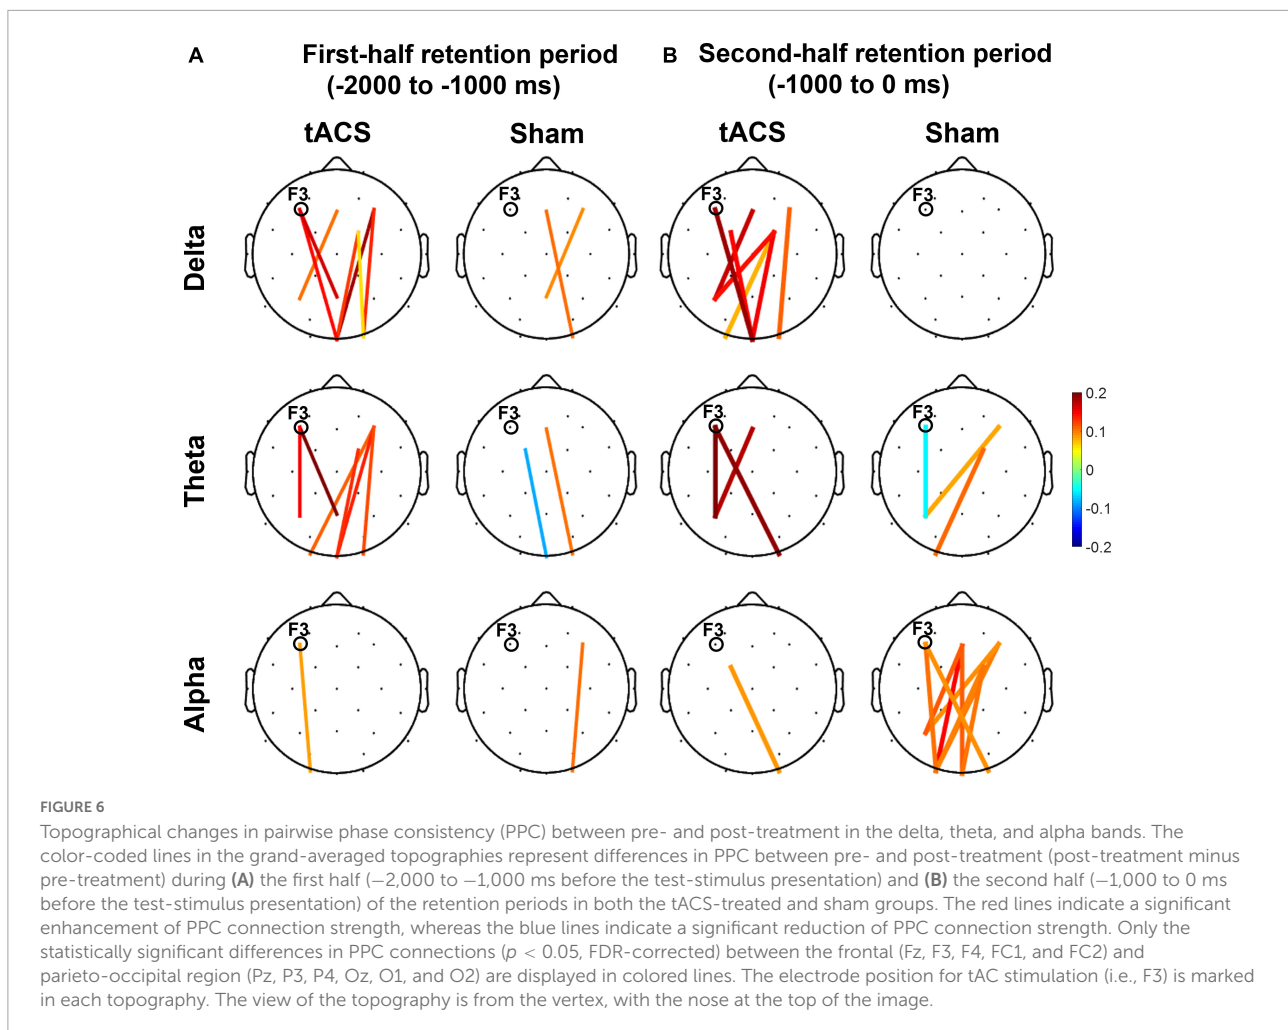 A First-half retention period
(-2000 to -1000 ms)
B Second-half retention period
(-1000 to 0 ms)
tACS Sham tACS Sham
Delta
F3 F3 F3 F3
Theta
F3 F3 F3 F3
0.2
0.1
0
-0.1
-0.2
Alpha
F3 F3 F3 F3
FIGURE 6
Topographical changes in pairwise phase consistency (PPC) between pre- and post-treatment in the delta, theta, and alpha bands. The
color-coded lines in the grand-averaged topographies represent differences in PPC between pre- and post-treatment (post-treatment minus
pre-treatment) during (A) the first half (−2,000 to −1,000 ms before the test-stimulus presentation) and (B) the second half (−1,000 to 0 ms
before the test-stimulus presentation) of the retention periods in both the tACS-treated and sham groups. The red lines indicate a significant
enhancement of PPC connection strength, whereas the blue lines indicate a significant reduction of PPC connection strength. Only the
statistically significant differences in PPC connections (p < 0.05, FDR-corrected) between the frontal (Fz, F3, F4, FC1, and FC2) and
parieto-occipital region (Pz, P3, P4, Oz, O1, and O2) are displayed in colored lines. The electrode position for tAC stimulation (i.e., F3) is marked
in each topography. The view of the topography is from the vertex, with the nose at the top of the image.